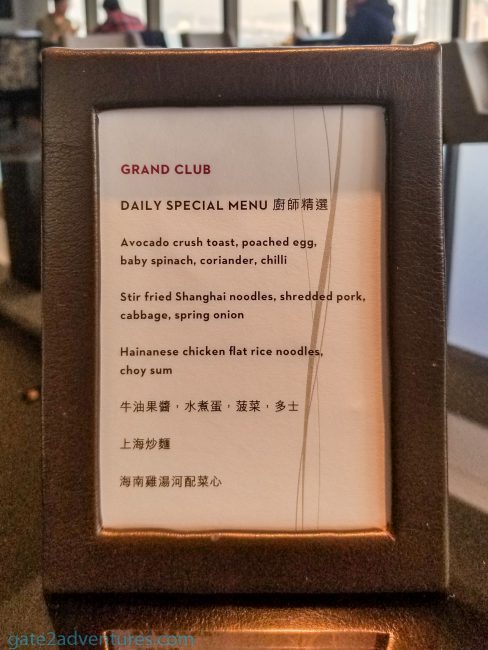 GRAND CLUB
DAILY SPECIAL MENU 廚師精選
Avocado crush toast, poached egg,
baby spinach, coriander, chilli
Stir fried Shanghai noodles, shredded pork,
cabbage, spring onion
Hainanese chicken flat rice noodles,
choy sum
牛油果醬，水煮蛋，菠菜，多士
上海炒麵
海南雞湯河配菜心
gate2adventures.com